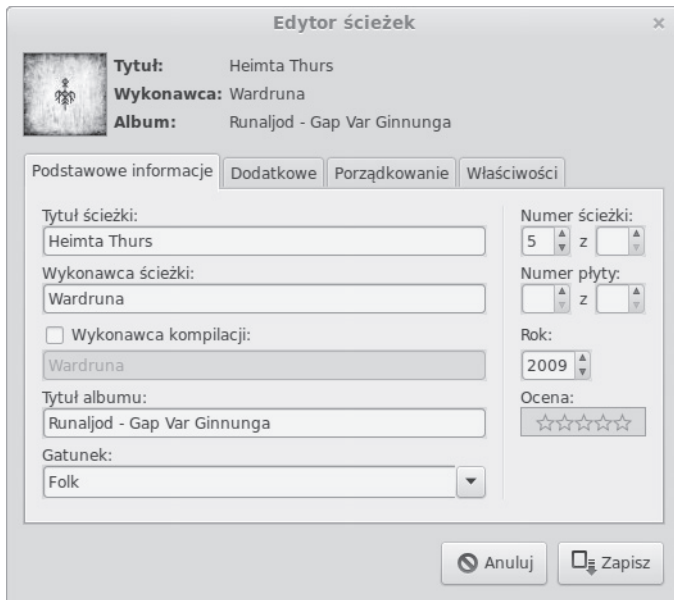 Edytor ścieżek
Tytuł: Heimta Thurs
Wykonawca: Wardruna
Album: Runaljod - Gap Var Ginnunga
Podstawowe informacje Dodatkowe Porządkowanie Właściwości
Tytuł ścieżki:
Heimta Thurs
Wykonawca ścieżki:
Wardruna
Wykonawca kompilacji:
Wardruna
Tytuł albumu:
Runaljod - Gap Var Ginnunga
Gatunek:
Folk
Numer ścieżki:
5 z
Numer płyty:
z
Rok:
2009
Ocena:
Anuluj Zapisz